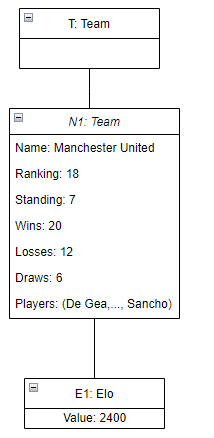 T: Team
N1: Team
Name: Manchester United
Ranking: 18
Standing: 7
Wins: 20
Losses: 12
Draws: 6
Players: (De Gea,..., Sancho)
E1: Elo
Value: 2400